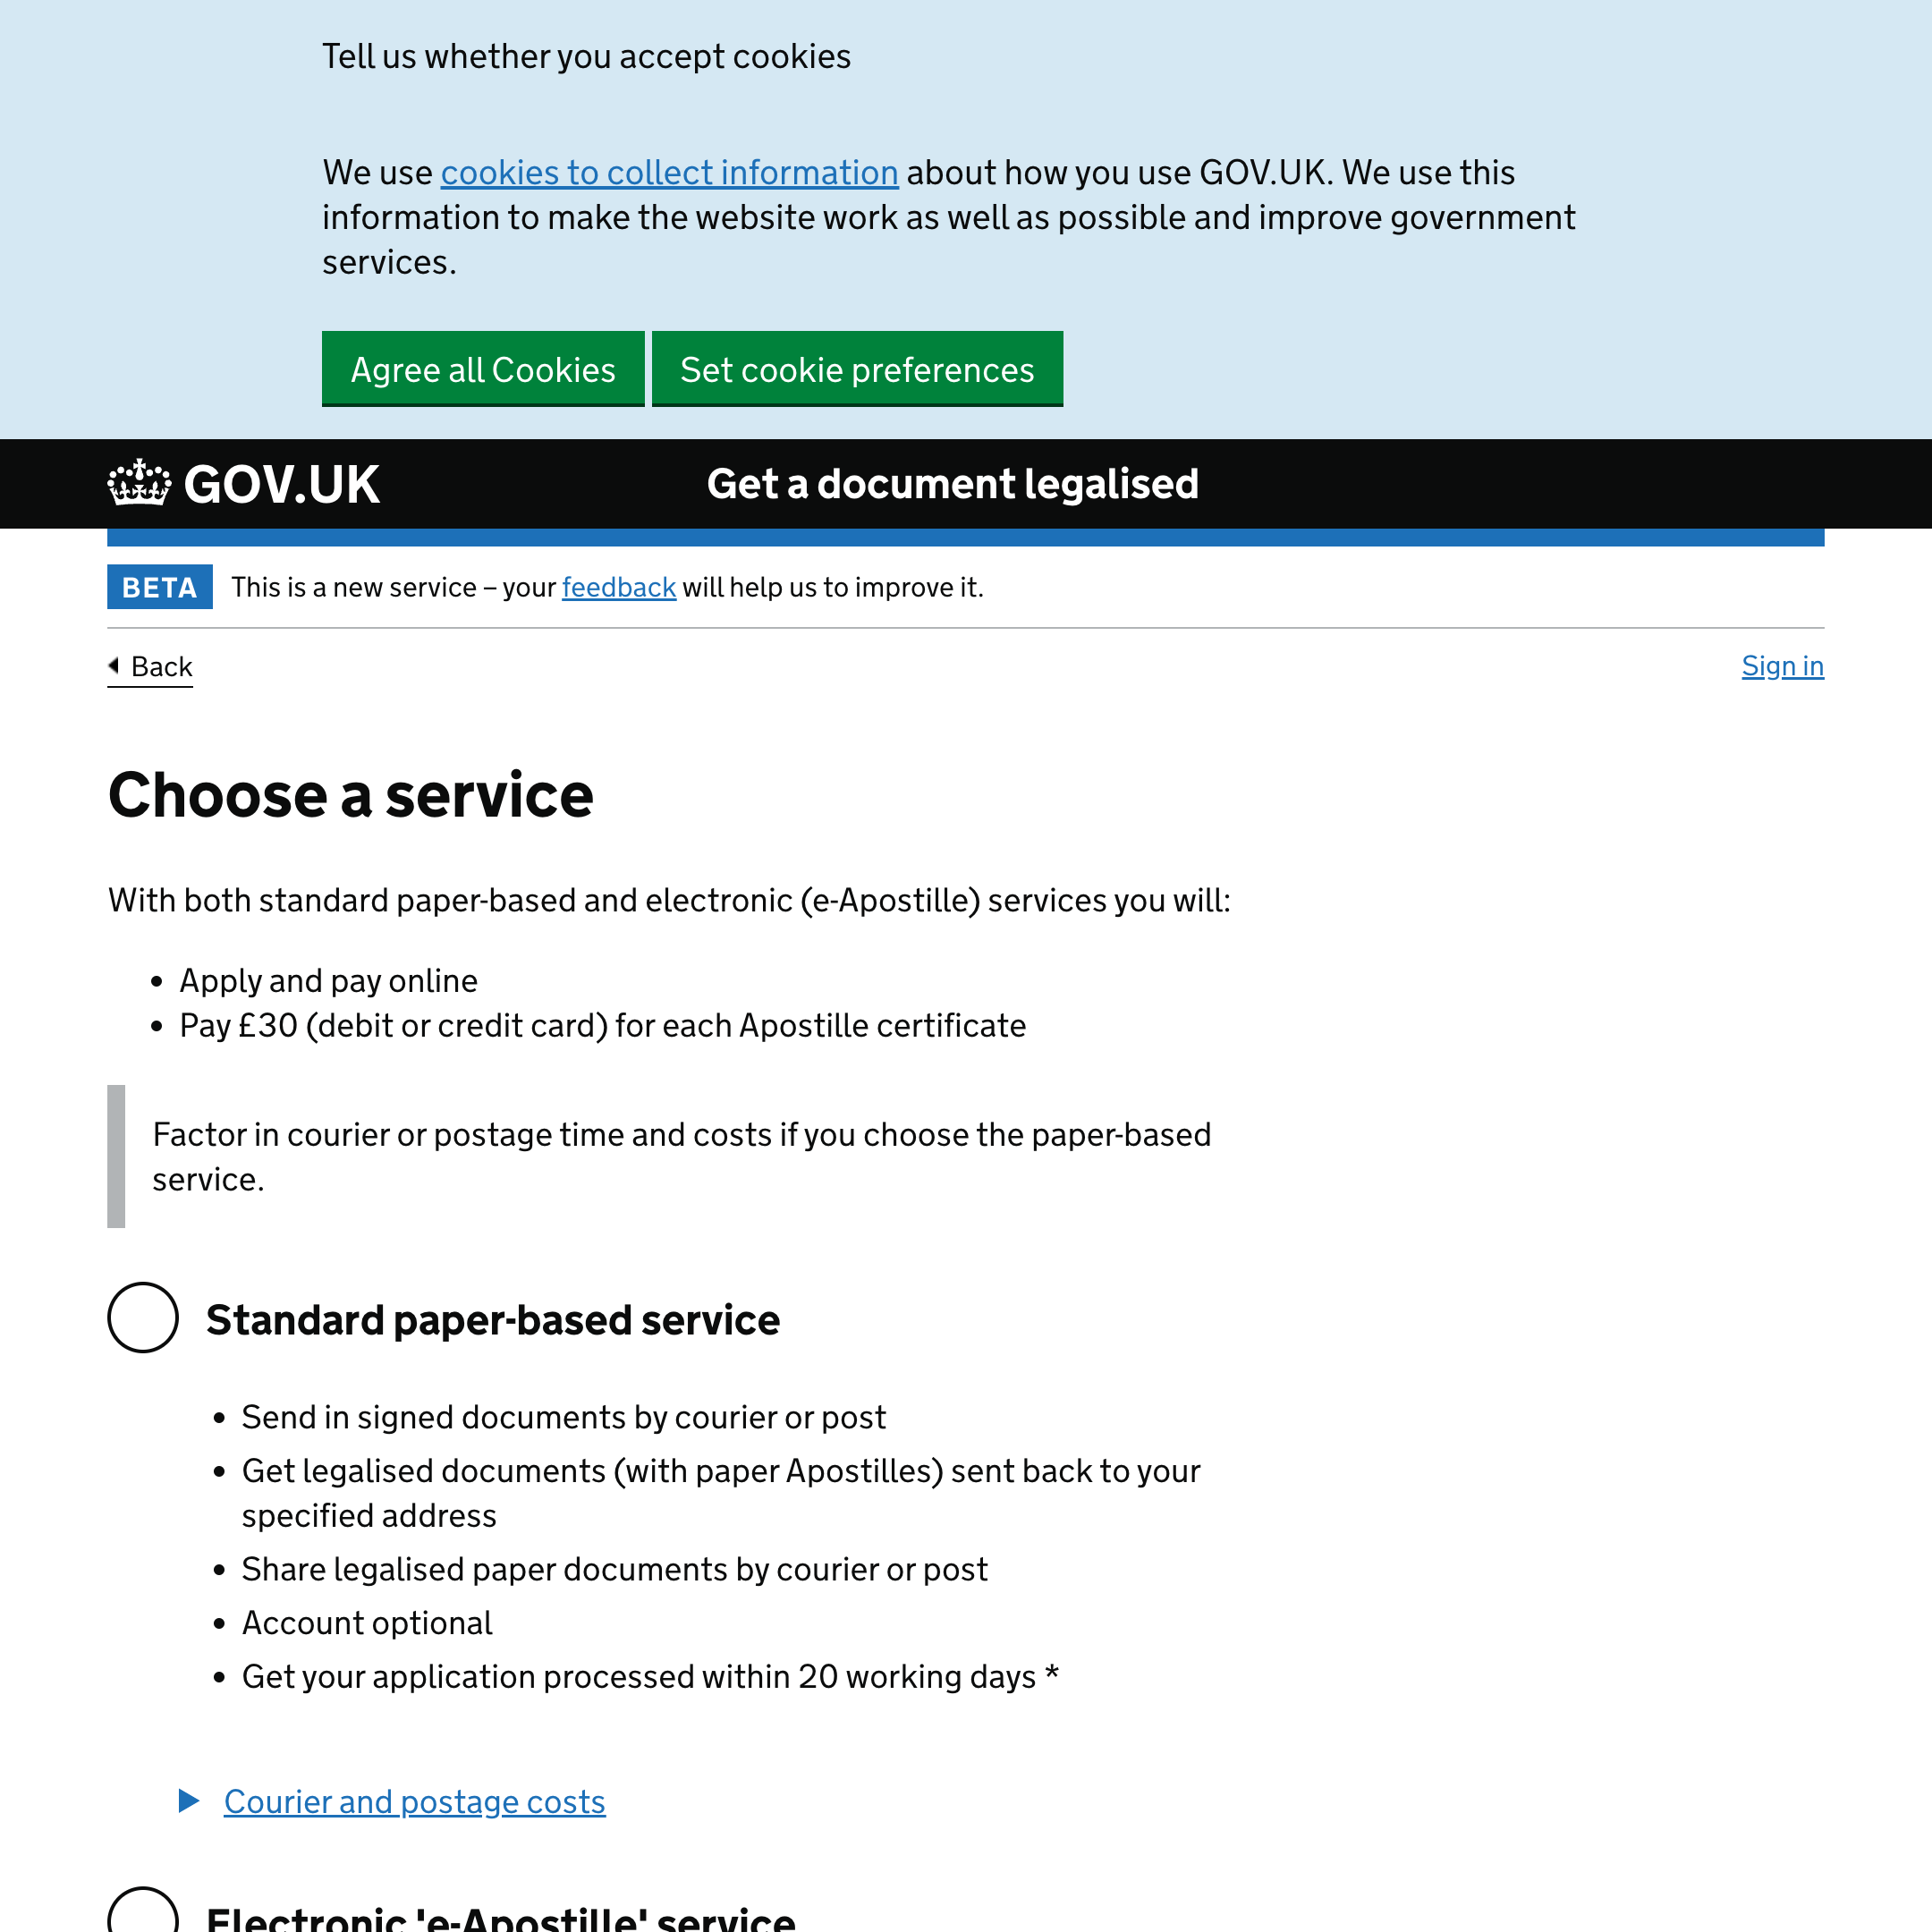 Tell us whether you accept cookies
We use cookies to collect information about how you use GOV.UK. We use this
information to make the website work as well as possible and improve government
services.
Agree all Cookies Set cookie preferences
GOV.UK Get a document legalised
BETA This is a new service – your feedback will help us to improve it.
Back Sign in
Choose a service
With both standard paper-based and electronic (e-Apostille) services you will:
• Apply and pay online
• Pay £30 (debit or credit card) for each Apostille certificate
Factor in courier or postage time and costs if you choose the paper-based
service.
Standard paper-based service
• Send in signed documents by courier or post
• Get legalised documents (with paper Apostilles) sent back to your
specified address
• Share legalised paper documents by courier or post
• Account optional
• Get your application processed within 20 working days *
Courier and postage costs
Electronic 'e-Apostille' service